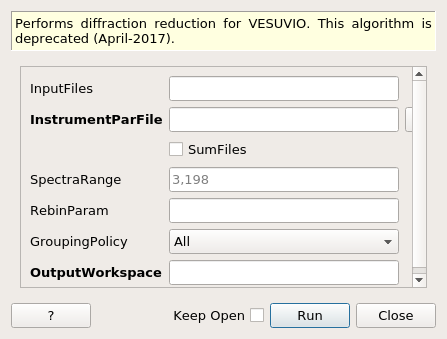 Performs diffraction reduction for VESUVIO. This algorithm is
deprecated (April-2017).
InputFiles
InstrumentParFile
SumFiles
SpectraRange 3,198
RebinParam
GroupingPolicy All
OutputWorkspace
? Keep Open Run Close